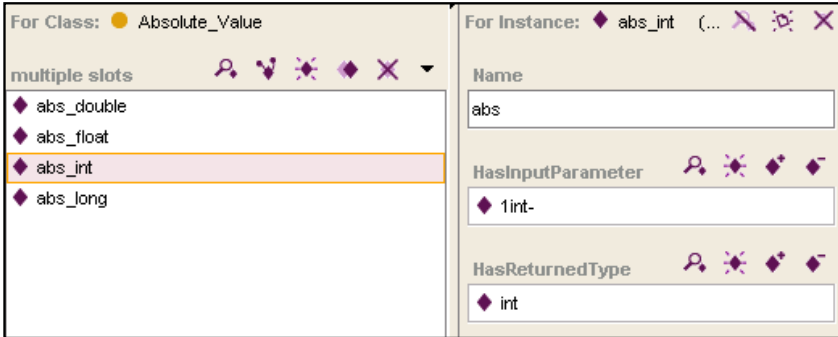 For Class: Absolute_Value
multiple slots
abs_double
abs_float
abs_int
abs_long
For Instance: abs_int (...
Name
abs
HasInputParameter
1int-
HasReturnedType
int